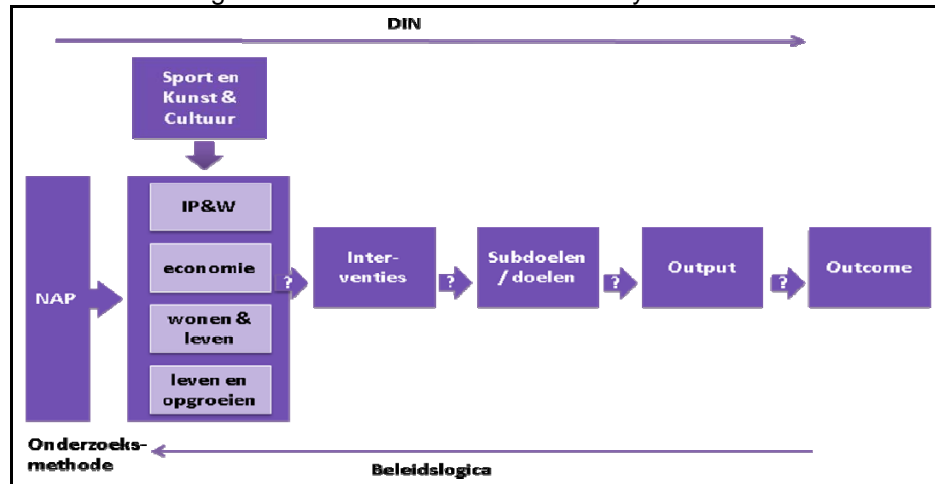 DIN
Sport en
Kunst &
Cultuur
NAP
IP&W
economie
wonen &
leven
leven en
opgroeien
?
Inter-
venties
?
Subdoelen
/ doelen
?
Output
?
Outcome
Onderzoeks-
methode
Beleidslogica